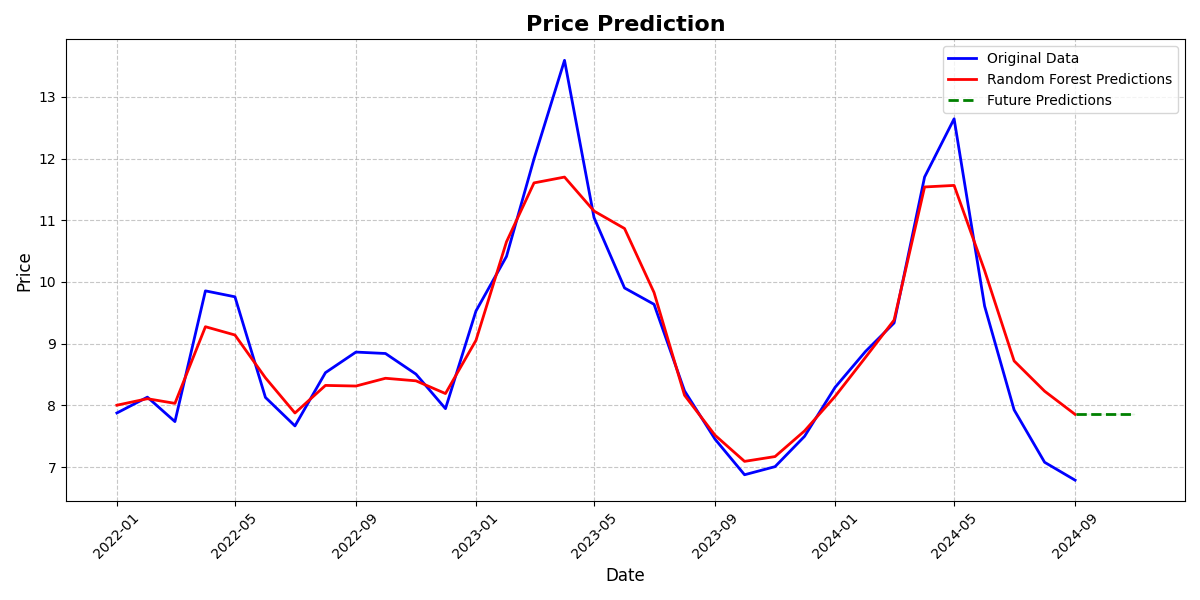 Price Prediction
Original Data
Random Forest Predictions
Future Predictions
Price
13
12
11
10
9
8
7
2022-01
2022-05
2022-09
2023-01
2023-05
2023-09
2024-01
2024-05
2024-09
Date